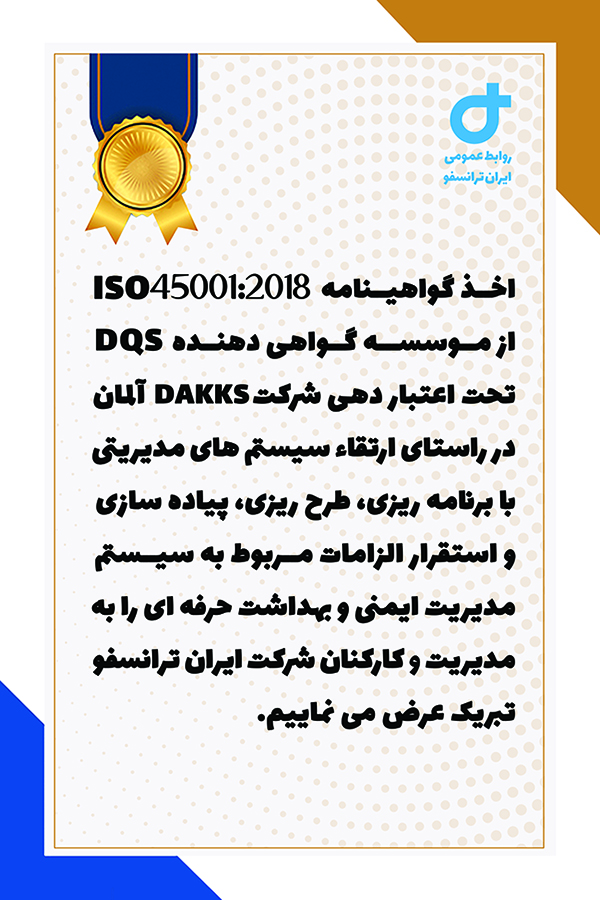 روابط عمومی
ایران ترانسفو
اخذ گواهینامه ISO45001:2018
از موسسه گواهی دهنده DQS
تحت اعتبار دهی شرکت DAKKS آلمان
در راستای ارتقاء سیستم های مدیریتی
با برنامه ریزی، طرح ریزی، پیاده سازی
و استقرار الزامات مربوط به سیستم
مدیریت ایمنی و بهداشت حرفه ای را به
مدیریت و کارکنان شرکت ایران ترانسفو
تبریک عرض می نماییم.